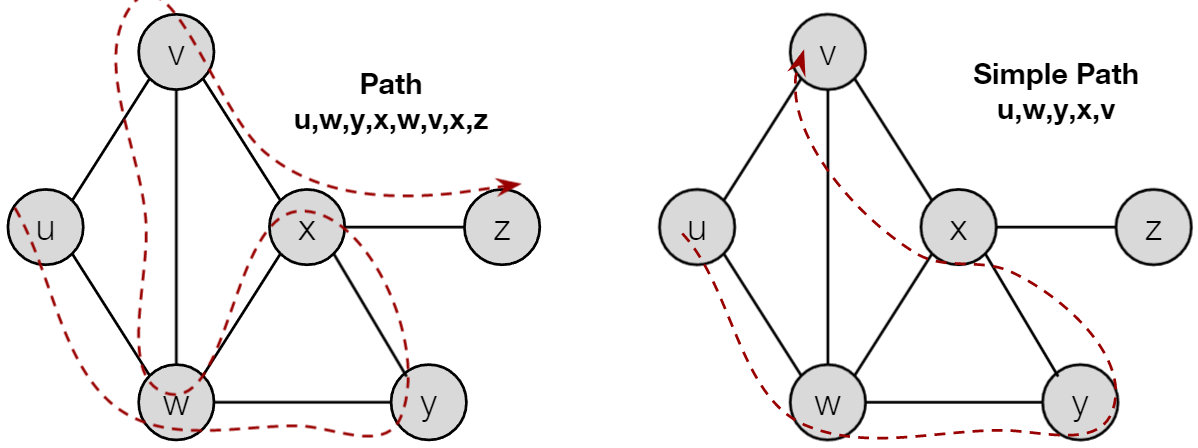 v
Path
u,w,y,x,w,v,x,z
u
x
z
w
y
v
Simple Path
u,w,y,x,v
u
x
z
w
y